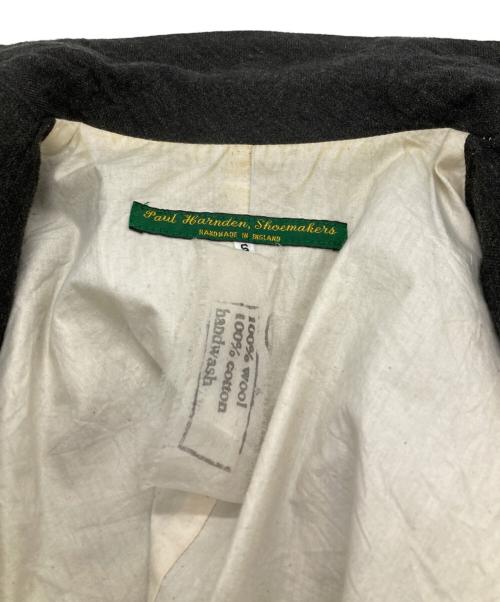 Paul Harnden, Shoemakers
HANDMADE IN ENGLAND
S
100% wool
100% cotton
handwash